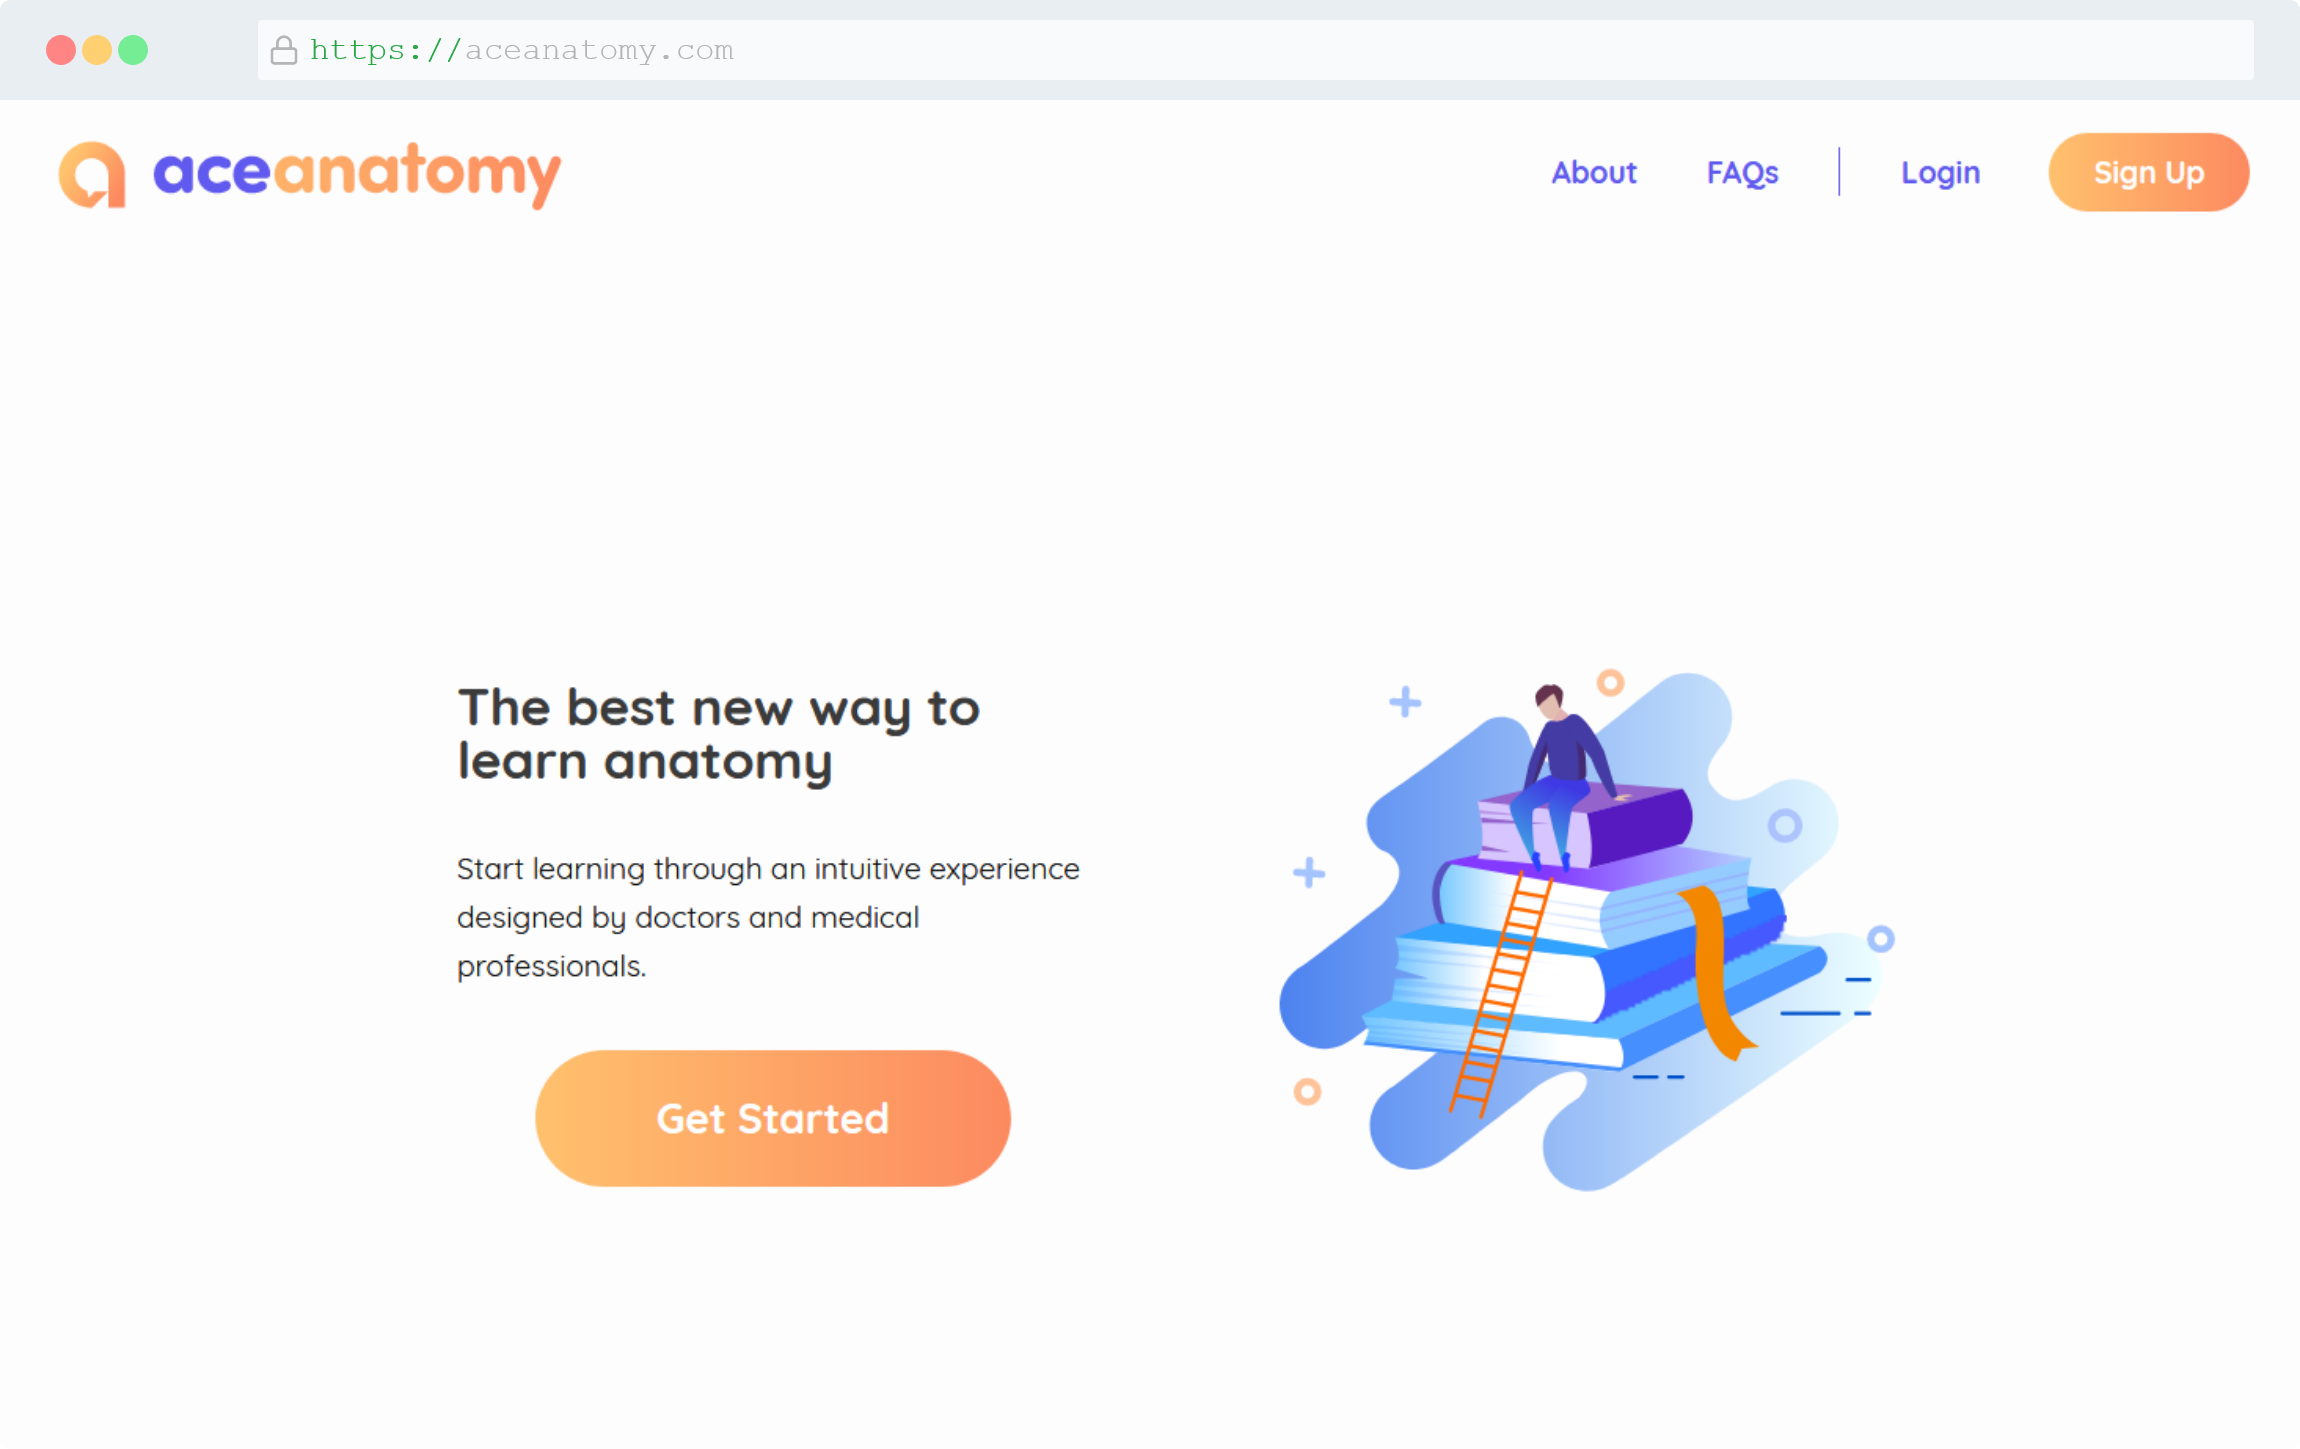 https://aceanatomy.com
aceanatomy
About FAQs Login Sign Up
The best new way to
learn anatomy
Start learning through an intuitive experience
designed by doctors and medical
professionals.
Get Started